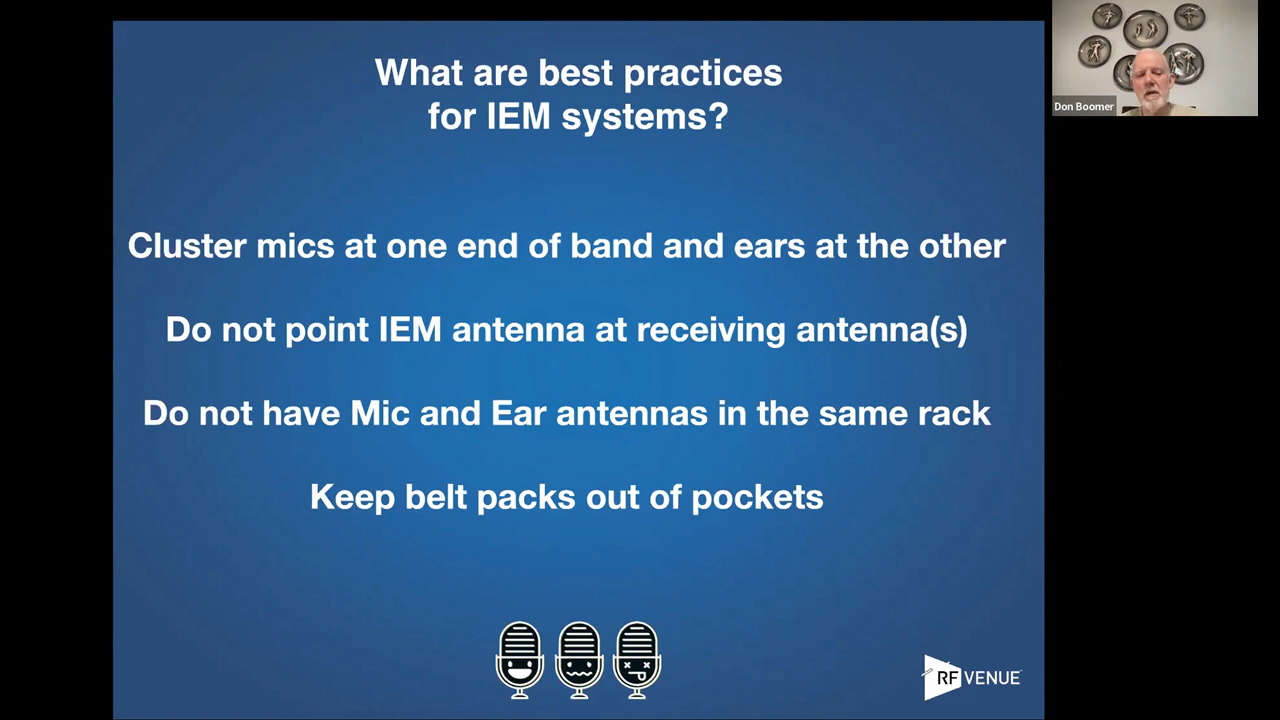 What are best practices
for IEM systems?
Cluster mics at one end of band and ears at the other
Do not point IEM antenna at receiving antenna(s)
Do not have Mic and Ear antennas in the same rack
Keep belt packs out of pockets
RF VENUE
Don Boomer